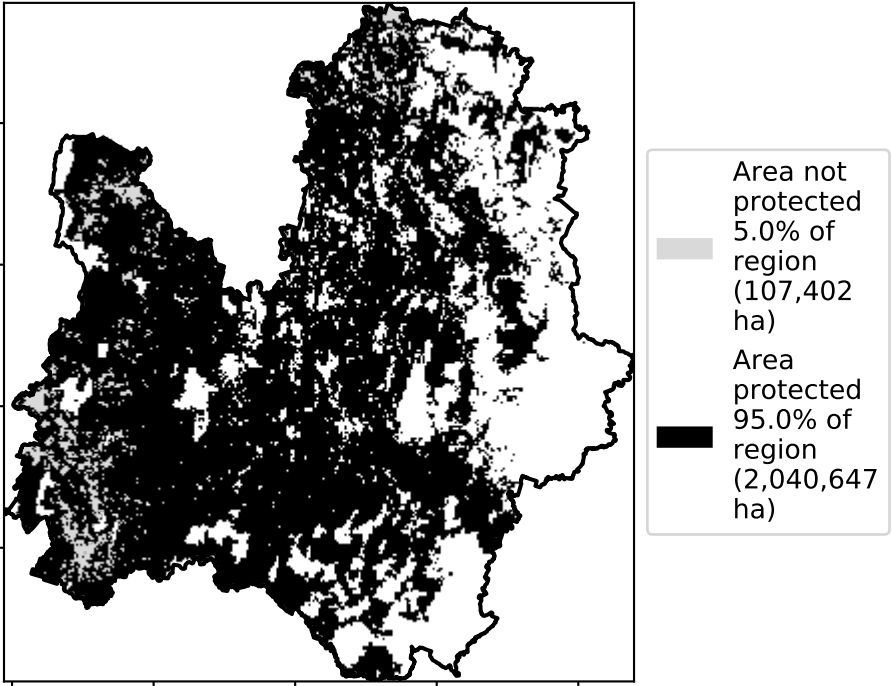 Area not
protected
5.0% of
region
(107,402
ha)
Area
protected
95.0% of
region
(2,040,647
ha)